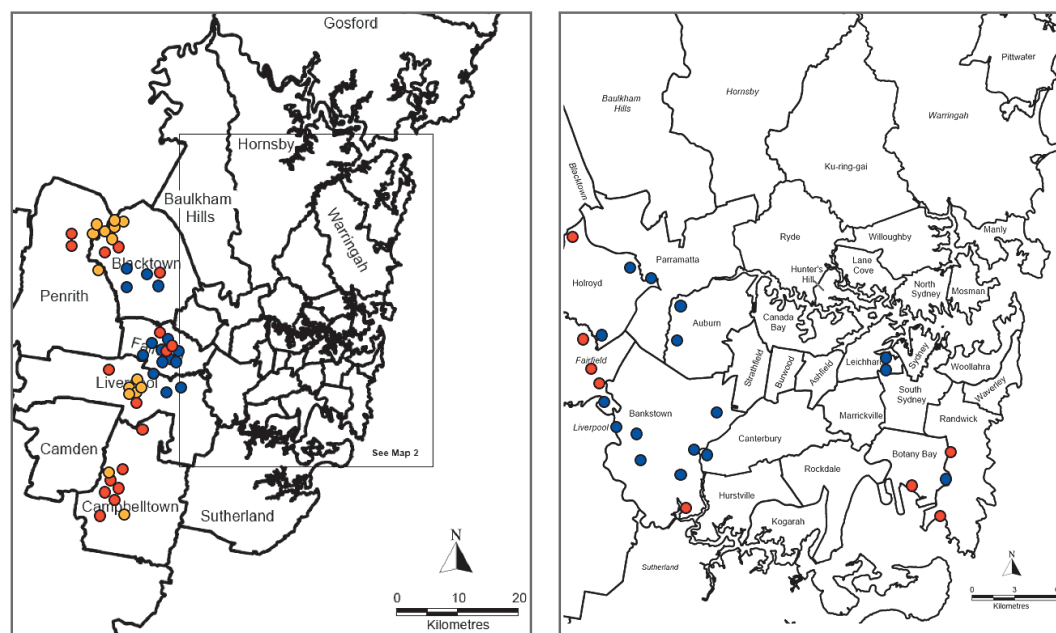 Gosford
Hornsby
Baulkham
Hills
Warringah
Blacktown
Penrith
Liverpool
Camden
See Map 2
Campbelltown
Sutherland
N
0 10 20
Kilometres
Pittwater
Baulkham
Hills
Hornsby
Warringah
Ku-ring-gai
Blacktown
Ryde
Willoughby
Manly
Parramatta
Lane
Cove
Hunter's
Hill
Holroyd
North
Sydney
Mosman
Auburn
Canada
Bay
Fairfield
Strathfield
Burwood
Ashfield
Sydney
Woollahra
Waverley
South
Sydney
Bankstown
Marrickville
Randwick
Liverpool
Canterbury
Botany Bay
Rockdale
Hurstville
Kogarah
Sutherland
N
0 3 6
Kilometres